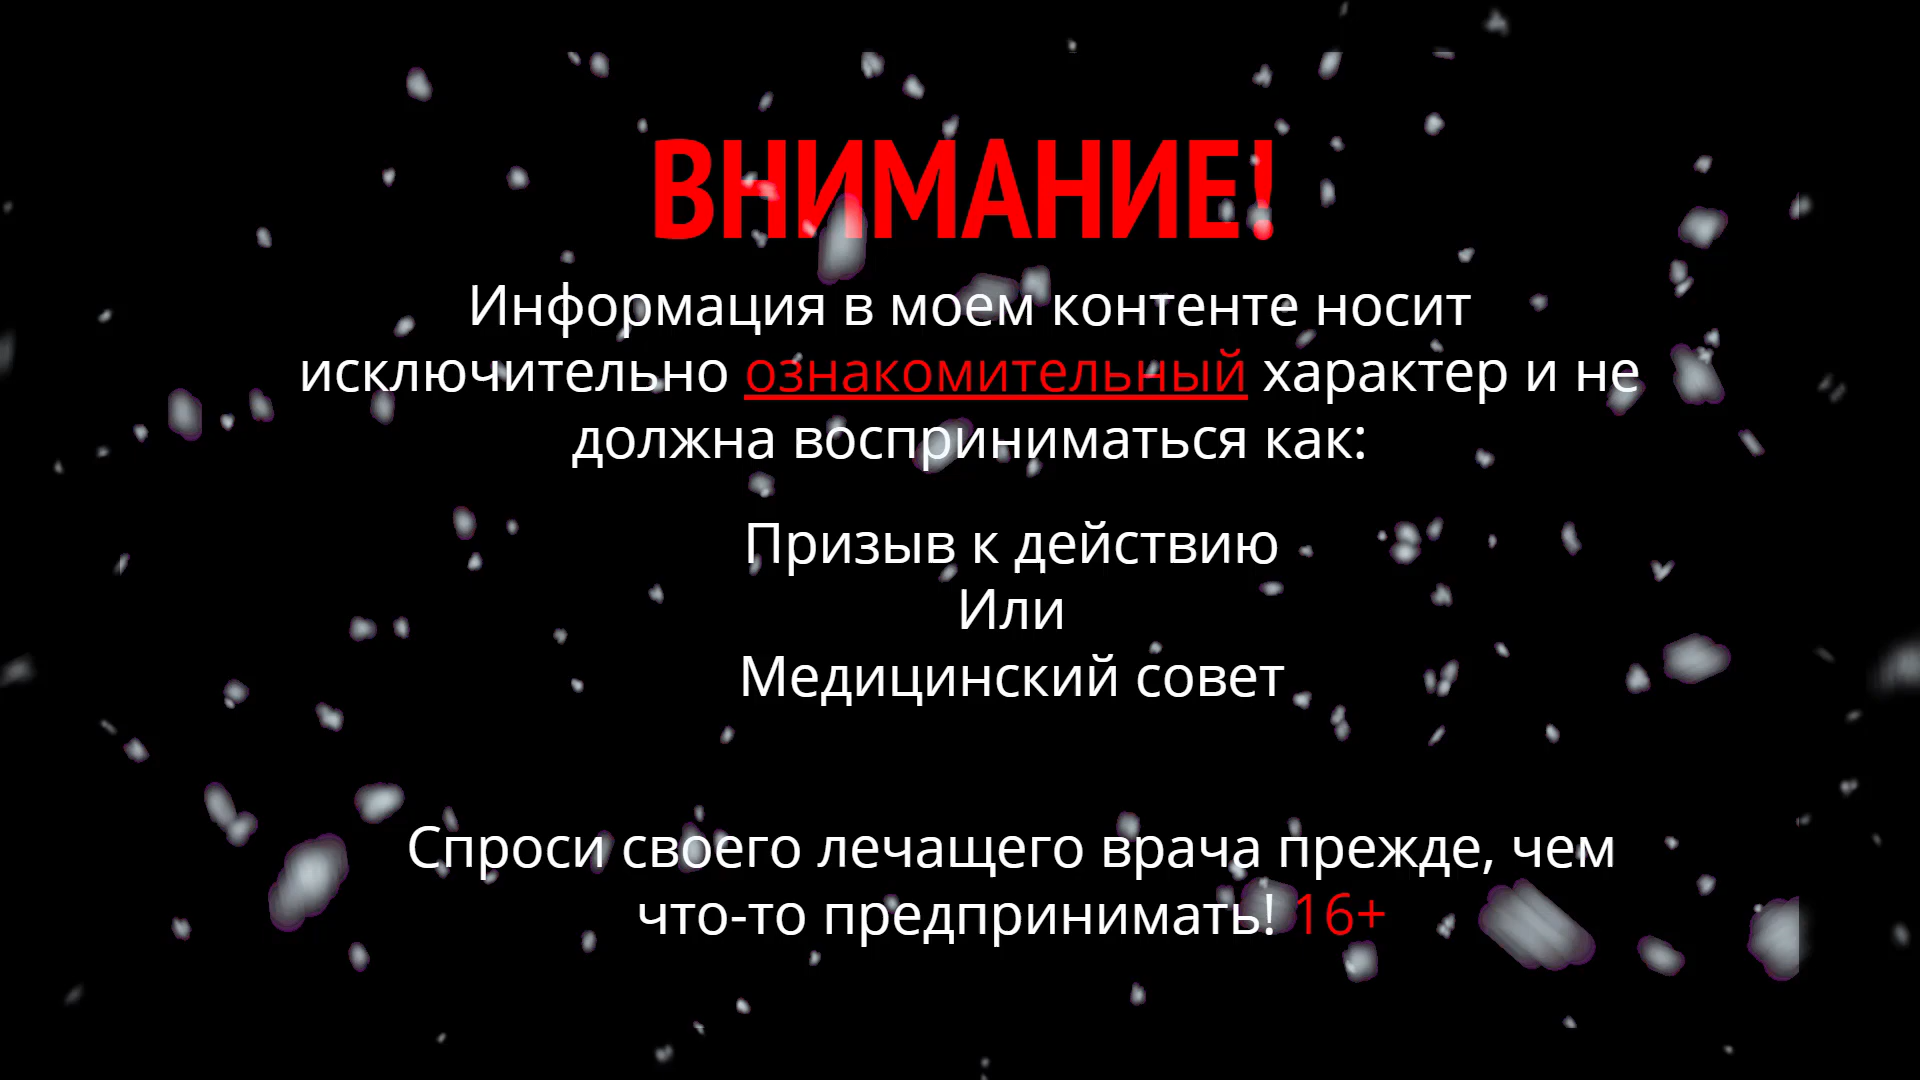 ВНИМАНИЕ!
Информация в моем контенте носит
исключительно ознакомительный характер и не
должна восприниматься как:
Призыв к действию
Или
Медицинский совет
Спроси своего лечащего врача прежде, чем
что-то предпринимать! 16+